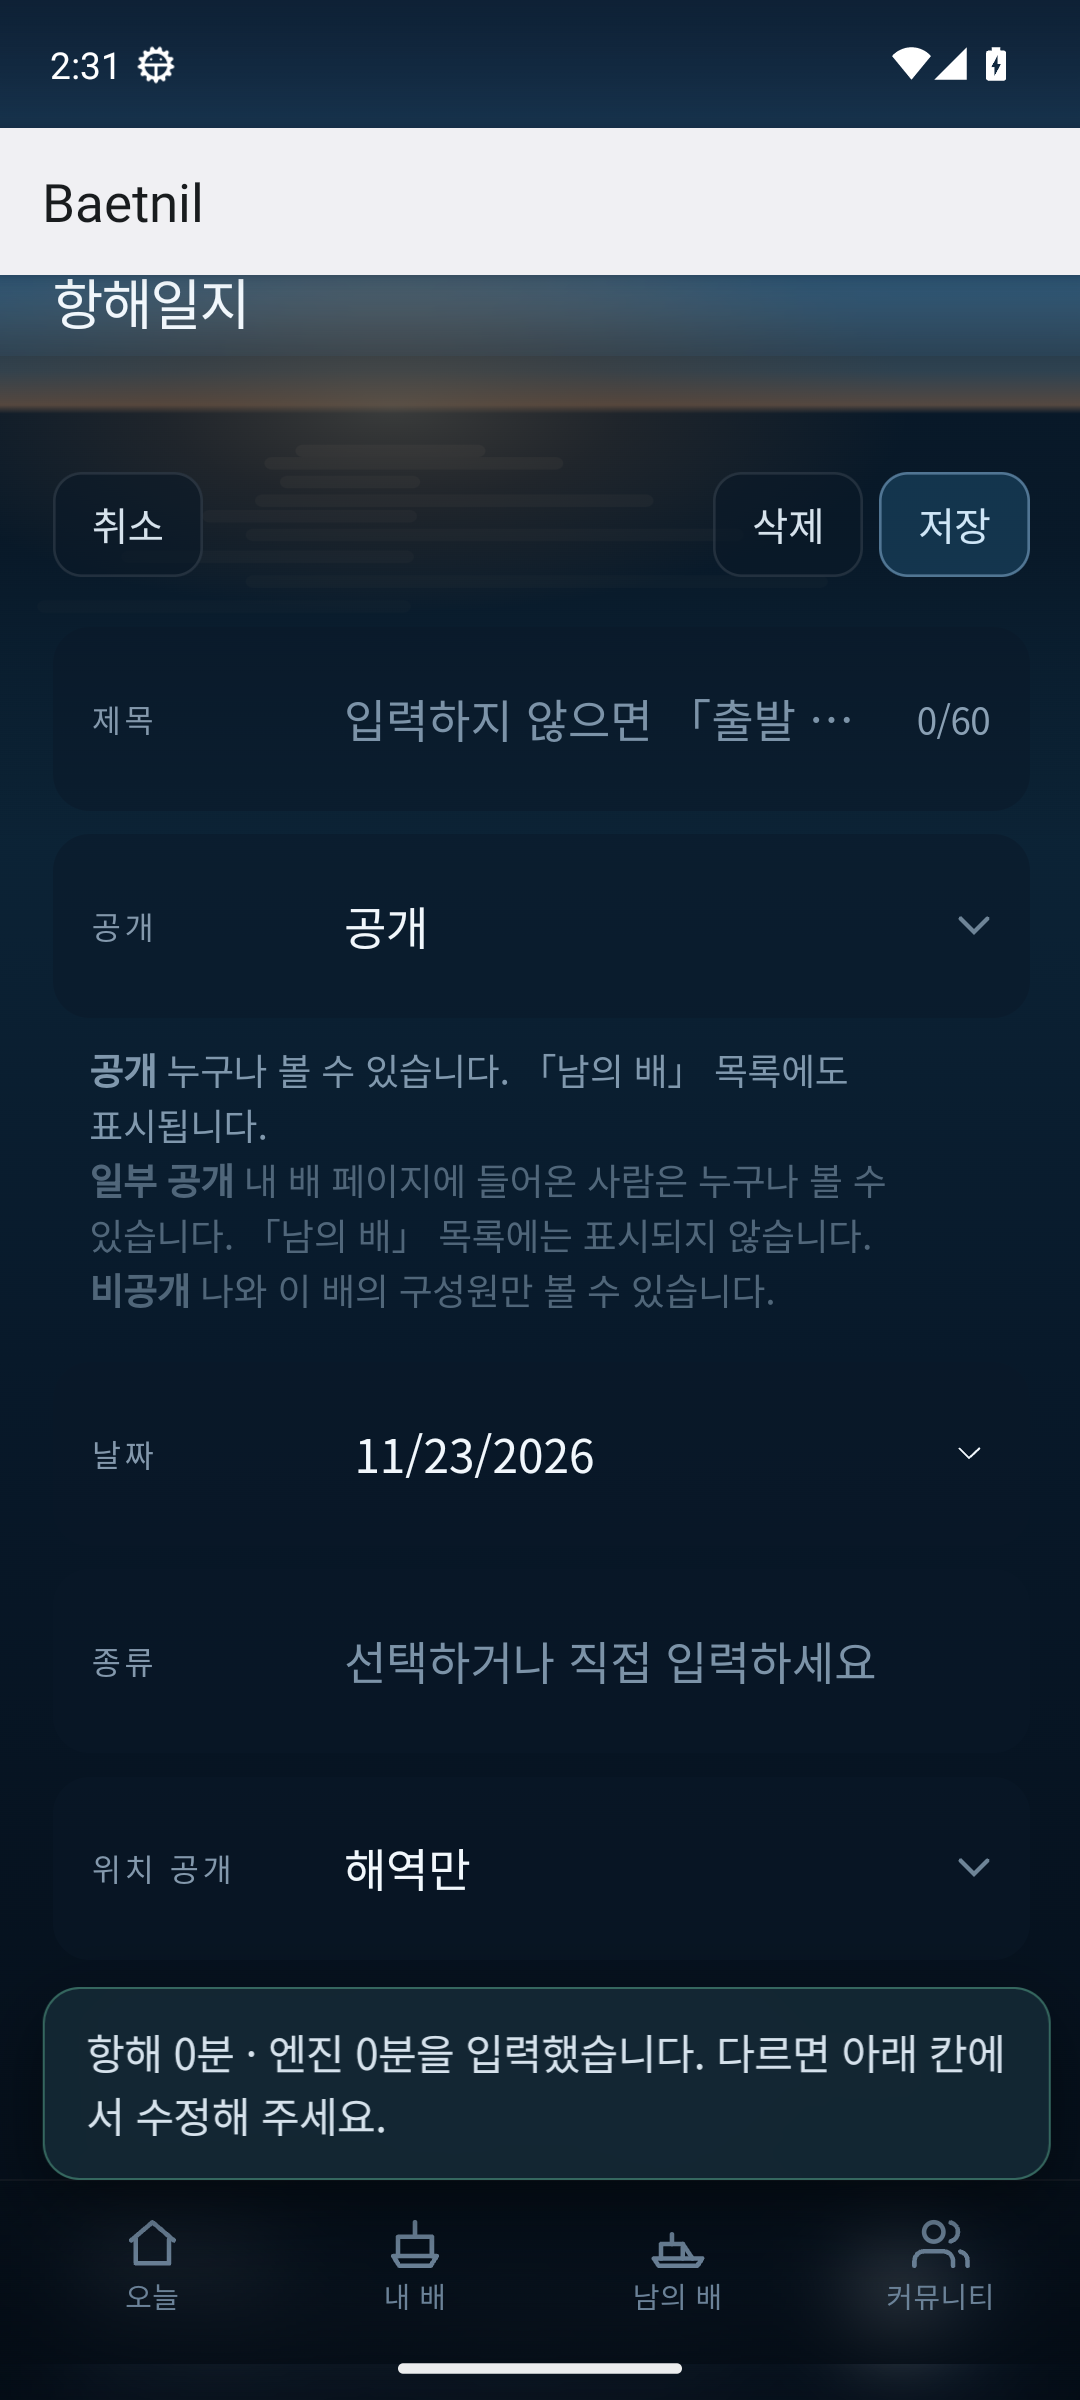 2:31
Baetnil
항해일지
취소
삭제
저장
제목
입력하지 않으면 「출발 ⋯
0/60
공개
공개
공개 누구나 볼 수 있습니다. 「남의 배」 목록에도
표시됩니다.
일부 공개 내 배 페이지에 들어온 사람은 누구나 볼 수
있습니다. 「남의 배」 목록에는 표시되지 않습니다.
비공개 나와 이 배의 구성원만 볼 수 있습니다.
날짜
11/23/2026
종류
선택하거나 직접 입력하세요
위치 공개
해역만
항해 0분 · 엔진 0분을 입력했습니다. 다르면 아래 칸에
서 수정해 주세요.
오늘
내 배
남의 배
커뮤니티